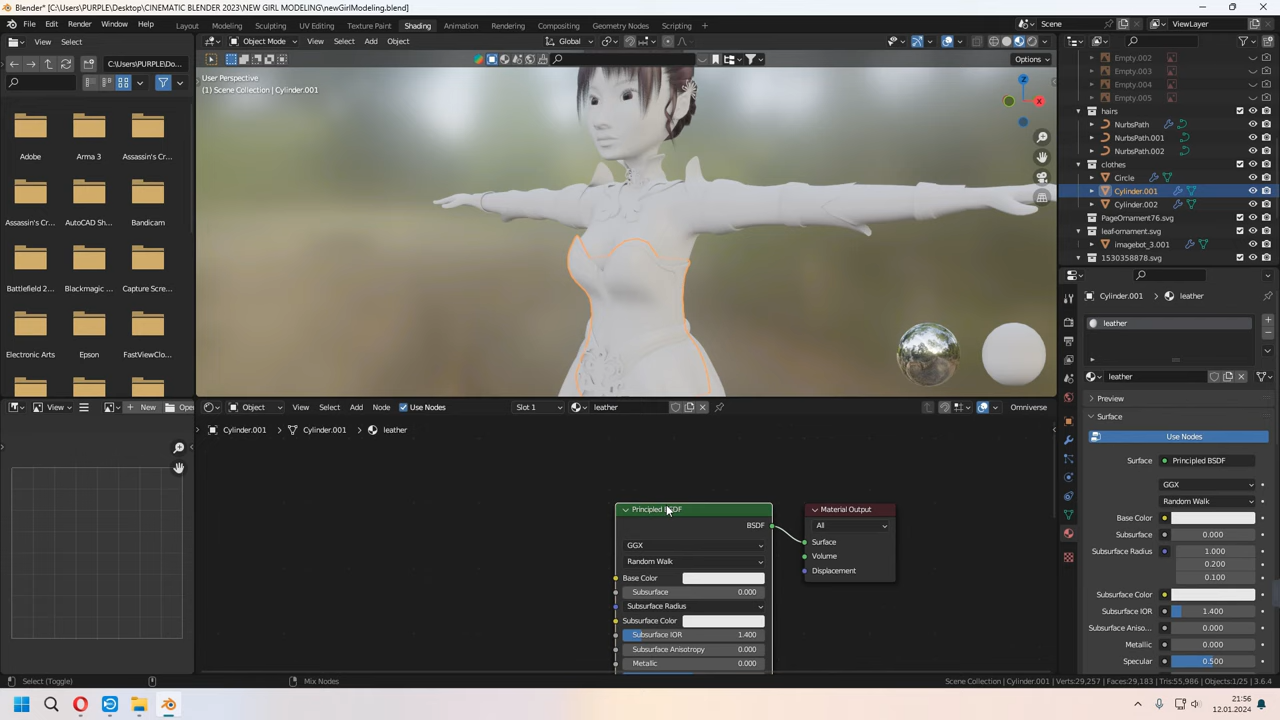 Blender* [C:\Users\PURPLE\Desktop\CINEMATIC BLENDER 2023\NEW GIRL MODELING\newGirlModeling.blend]
File Edit Render Window Help
Layout Modeling Sculpting UV Editing Texture Paint Shading Animation Rendering Compositing Geometry Nodes Scripting +
Scene
ViewLayer
View Select
Object Mode View Select Add Object
Global
Options
C:\Users\PURPLE\Do...
User Perspective
(1) Scene Collection | Cylinder.001
Z
X
Adobe Arma 3 Assassin's Cr...
Assassin's Cr... AutoCAD Sh... Bandicam
Battlefield 2... Blackmagic ... Capture Scre...
Electronic Arts Epson FastViewClo...
Empty.002
Empty.003
Empty.004
Empty.005
hairs
NurbsPath
NurbsPath.001
NurbsPath.002
clothes
Circle
Cylinder.001
Cylinder.002
PageOrnament76.svg
leaf-ornament.svg
imagebot_3.001
1530358878.svg
Cylinder.001 > leather
leather
leather
Preview
Surface
Use Nodes
Surface Principled BSDF
GGX
Random Walk
Base Color
Subsurface 0.000
Subsurface Radius 1.000
0.200
0.100
Subsurface Color
Subsurface IOR 1.400
Subsurface Aniso... 0.000
Metallic 0.000
Specular 0.500
View New Open
Object View Select Add Node Use Nodes Slot 1 leather Omniverse
Cylinder.001 > Cylinder.001 > leather
Principled BSDF
BSDF
GGX
Random Walk
Base Color
Subsurface 0.000
Subsurface Radius
Subsurface Color
Subsurface IOR 1.400
Subsurface Anisotropy 0.000
Metallic 0.000
Material Output
All
Surface
Volume
Displacement
Select (Toggle) Mix Nodes
Scene Collection | Cylinder.001 | Verts:29,257 | Faces:29,183 | Tris:55,986 | Objects:1/25 | 3.6.4
21:56
12.01.2024